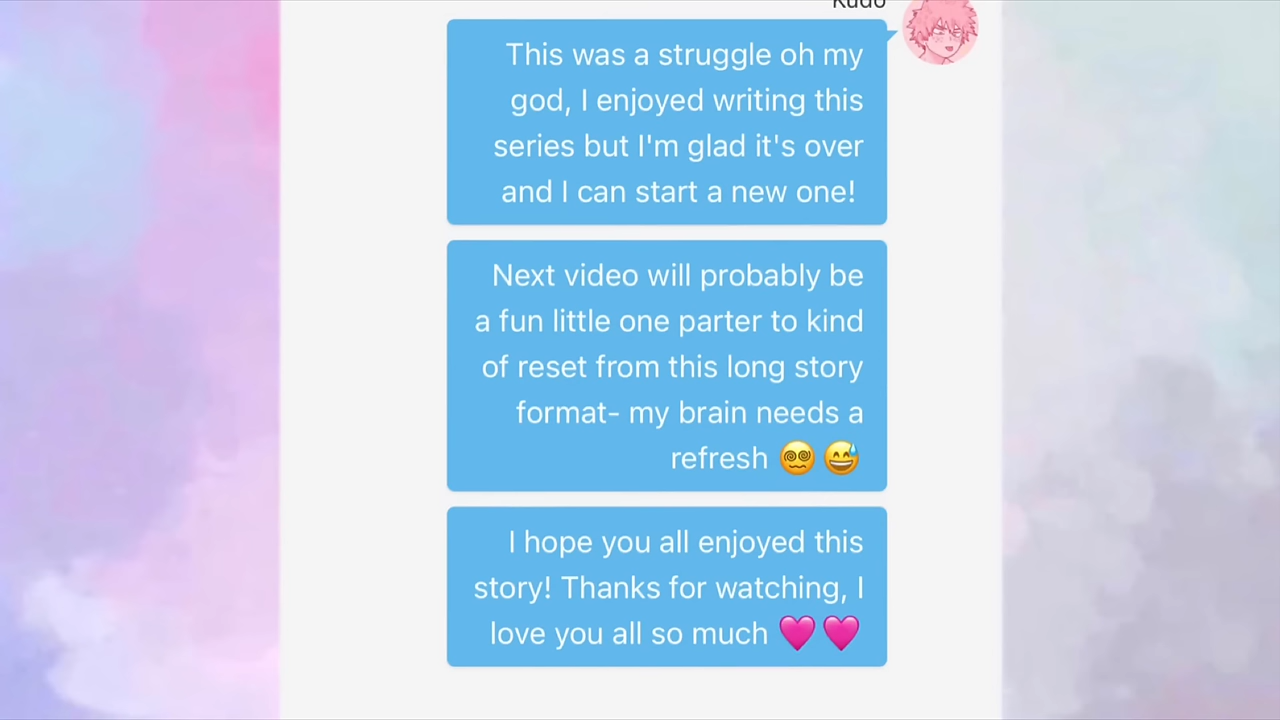 Kudo
This was a struggle oh my
god, I enjoyed writing this
series but I'm glad it's over
and I can start a new one!
Next video will probably be
a fun little one parter to kind
of reset from this long story
format- my brain needs a
refresh 😵‍💫 😅
I hope you all enjoyed this
story! Thanks for watching, I
love you all so much 🩷 🩷